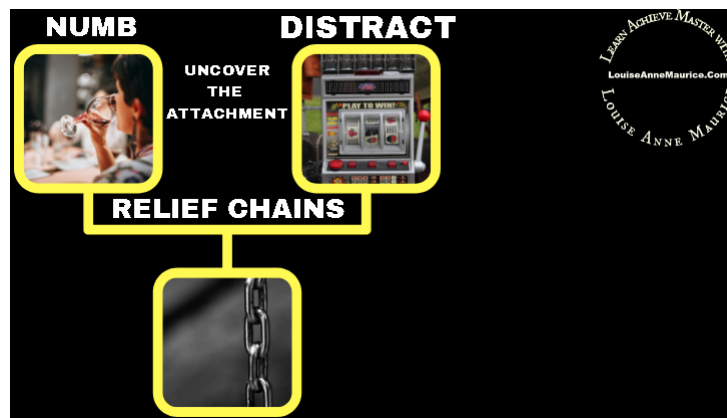 NUMB
DISTRACT
UNCOVER
THE
ATTACHMENT
PLAY TO WIN!
RELIEF CHAINS
LEARN ACHIEVE MASTER WITH
LouiseAnneMaurice.Com
LOUISE ANNE MAURICE